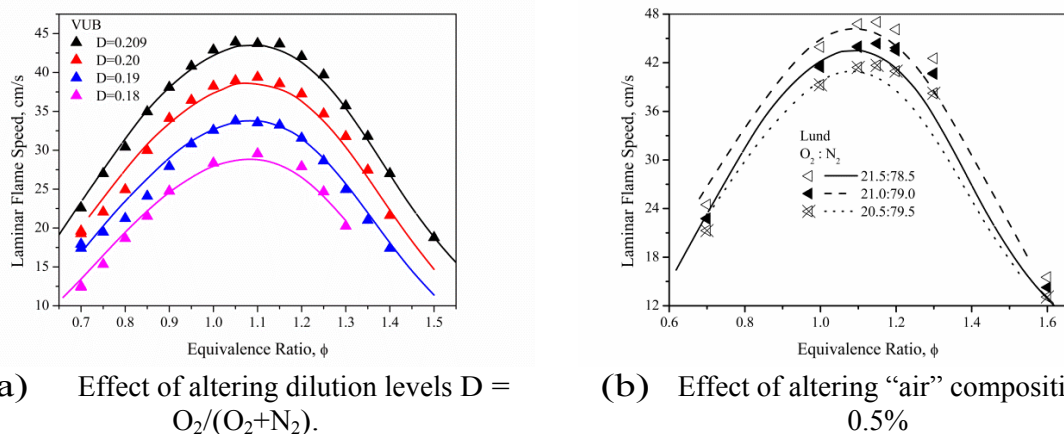 VUB
D=0.209
D=0.20
D=0.19
D=0.18
Laminar Flame Speed, cm/s
45
40
35
30
25
20
15
10
0.7 0.8 0.9 1.0 1.1 1.2 1.3 1.4 1.5
Equivalence Ratio, ϕ
a) Effect of altering dilution levels D =
O₂/(O₂+N₂).
Laminar Flame Speed, cm/s
48
42
36
30
24
18
12
Lund
O₂ : N₂
21.5:78.5
21.0:79.0
20.5:79.5
0.6 0.8 1.0 1.2 1.4 1.6
Equivalence Ratio, ϕ
(b) Effect of altering “air” compositi
0.5%